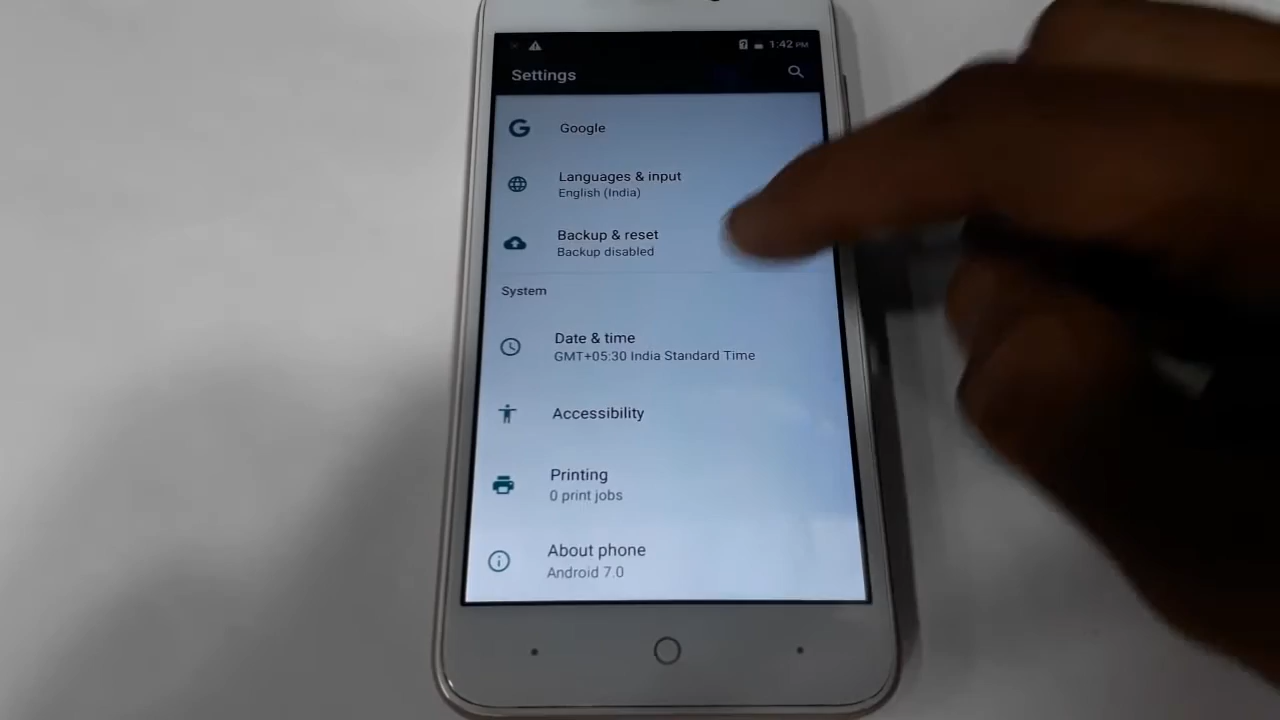 1:42 PM
Settings
Google
Languages & input
English (India)
Backup & reset
Backup disabled
System
Date & time
GMT+05:30 India Standard Time
Accessibility
Printing
0 print jobs
About phone
Android 7.0